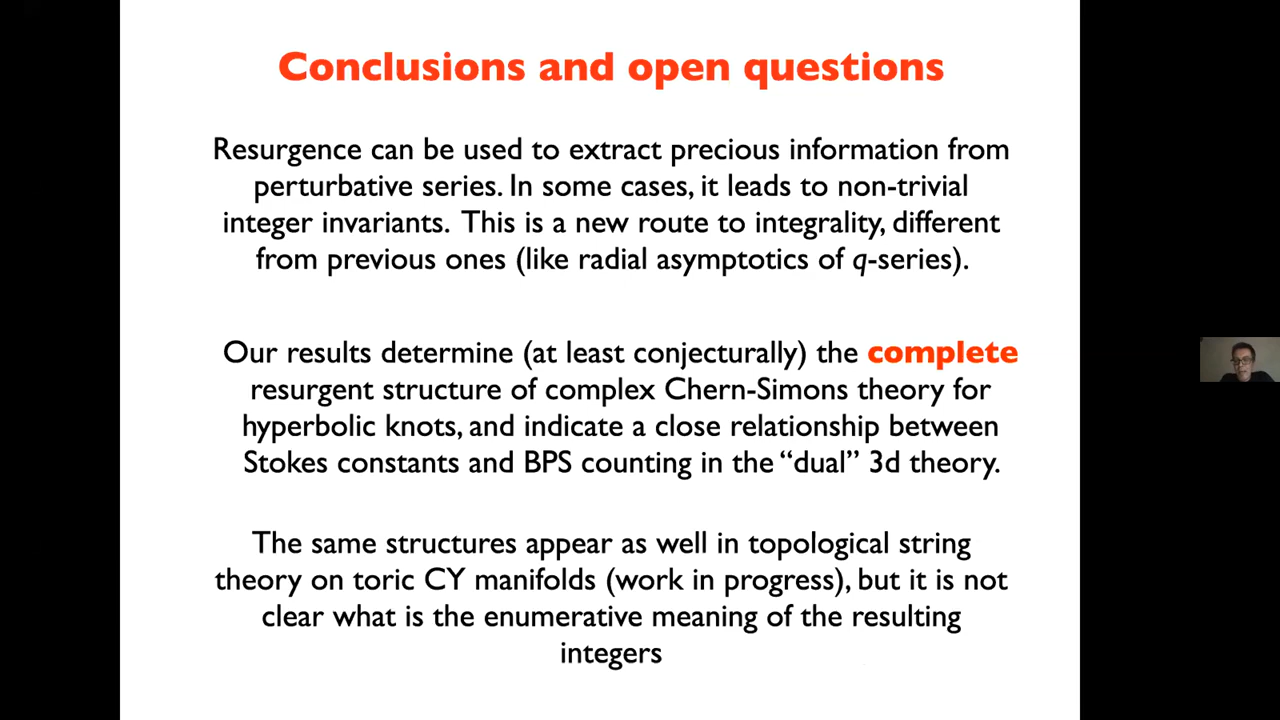 Conclusions and open questions
Resurgence can be used to extract precious information from
perturbative series. In some cases, it leads to non-trivial
integer invariants. This is a new route to integrality, different
from previous ones (like radial asymptotics of q-series).
Our results determine (at least conjecturally) the complete
resurgent structure of complex Chern-Simons theory for
hyperbolic knots, and indicate a close relationship between
Stokes constants and BPS counting in the “dual” 3d theory.
The same structures appear as well in topological string
theory on toric CY manifolds (work in progress), but it is not
clear what is the enumerative meaning of the resulting
integers